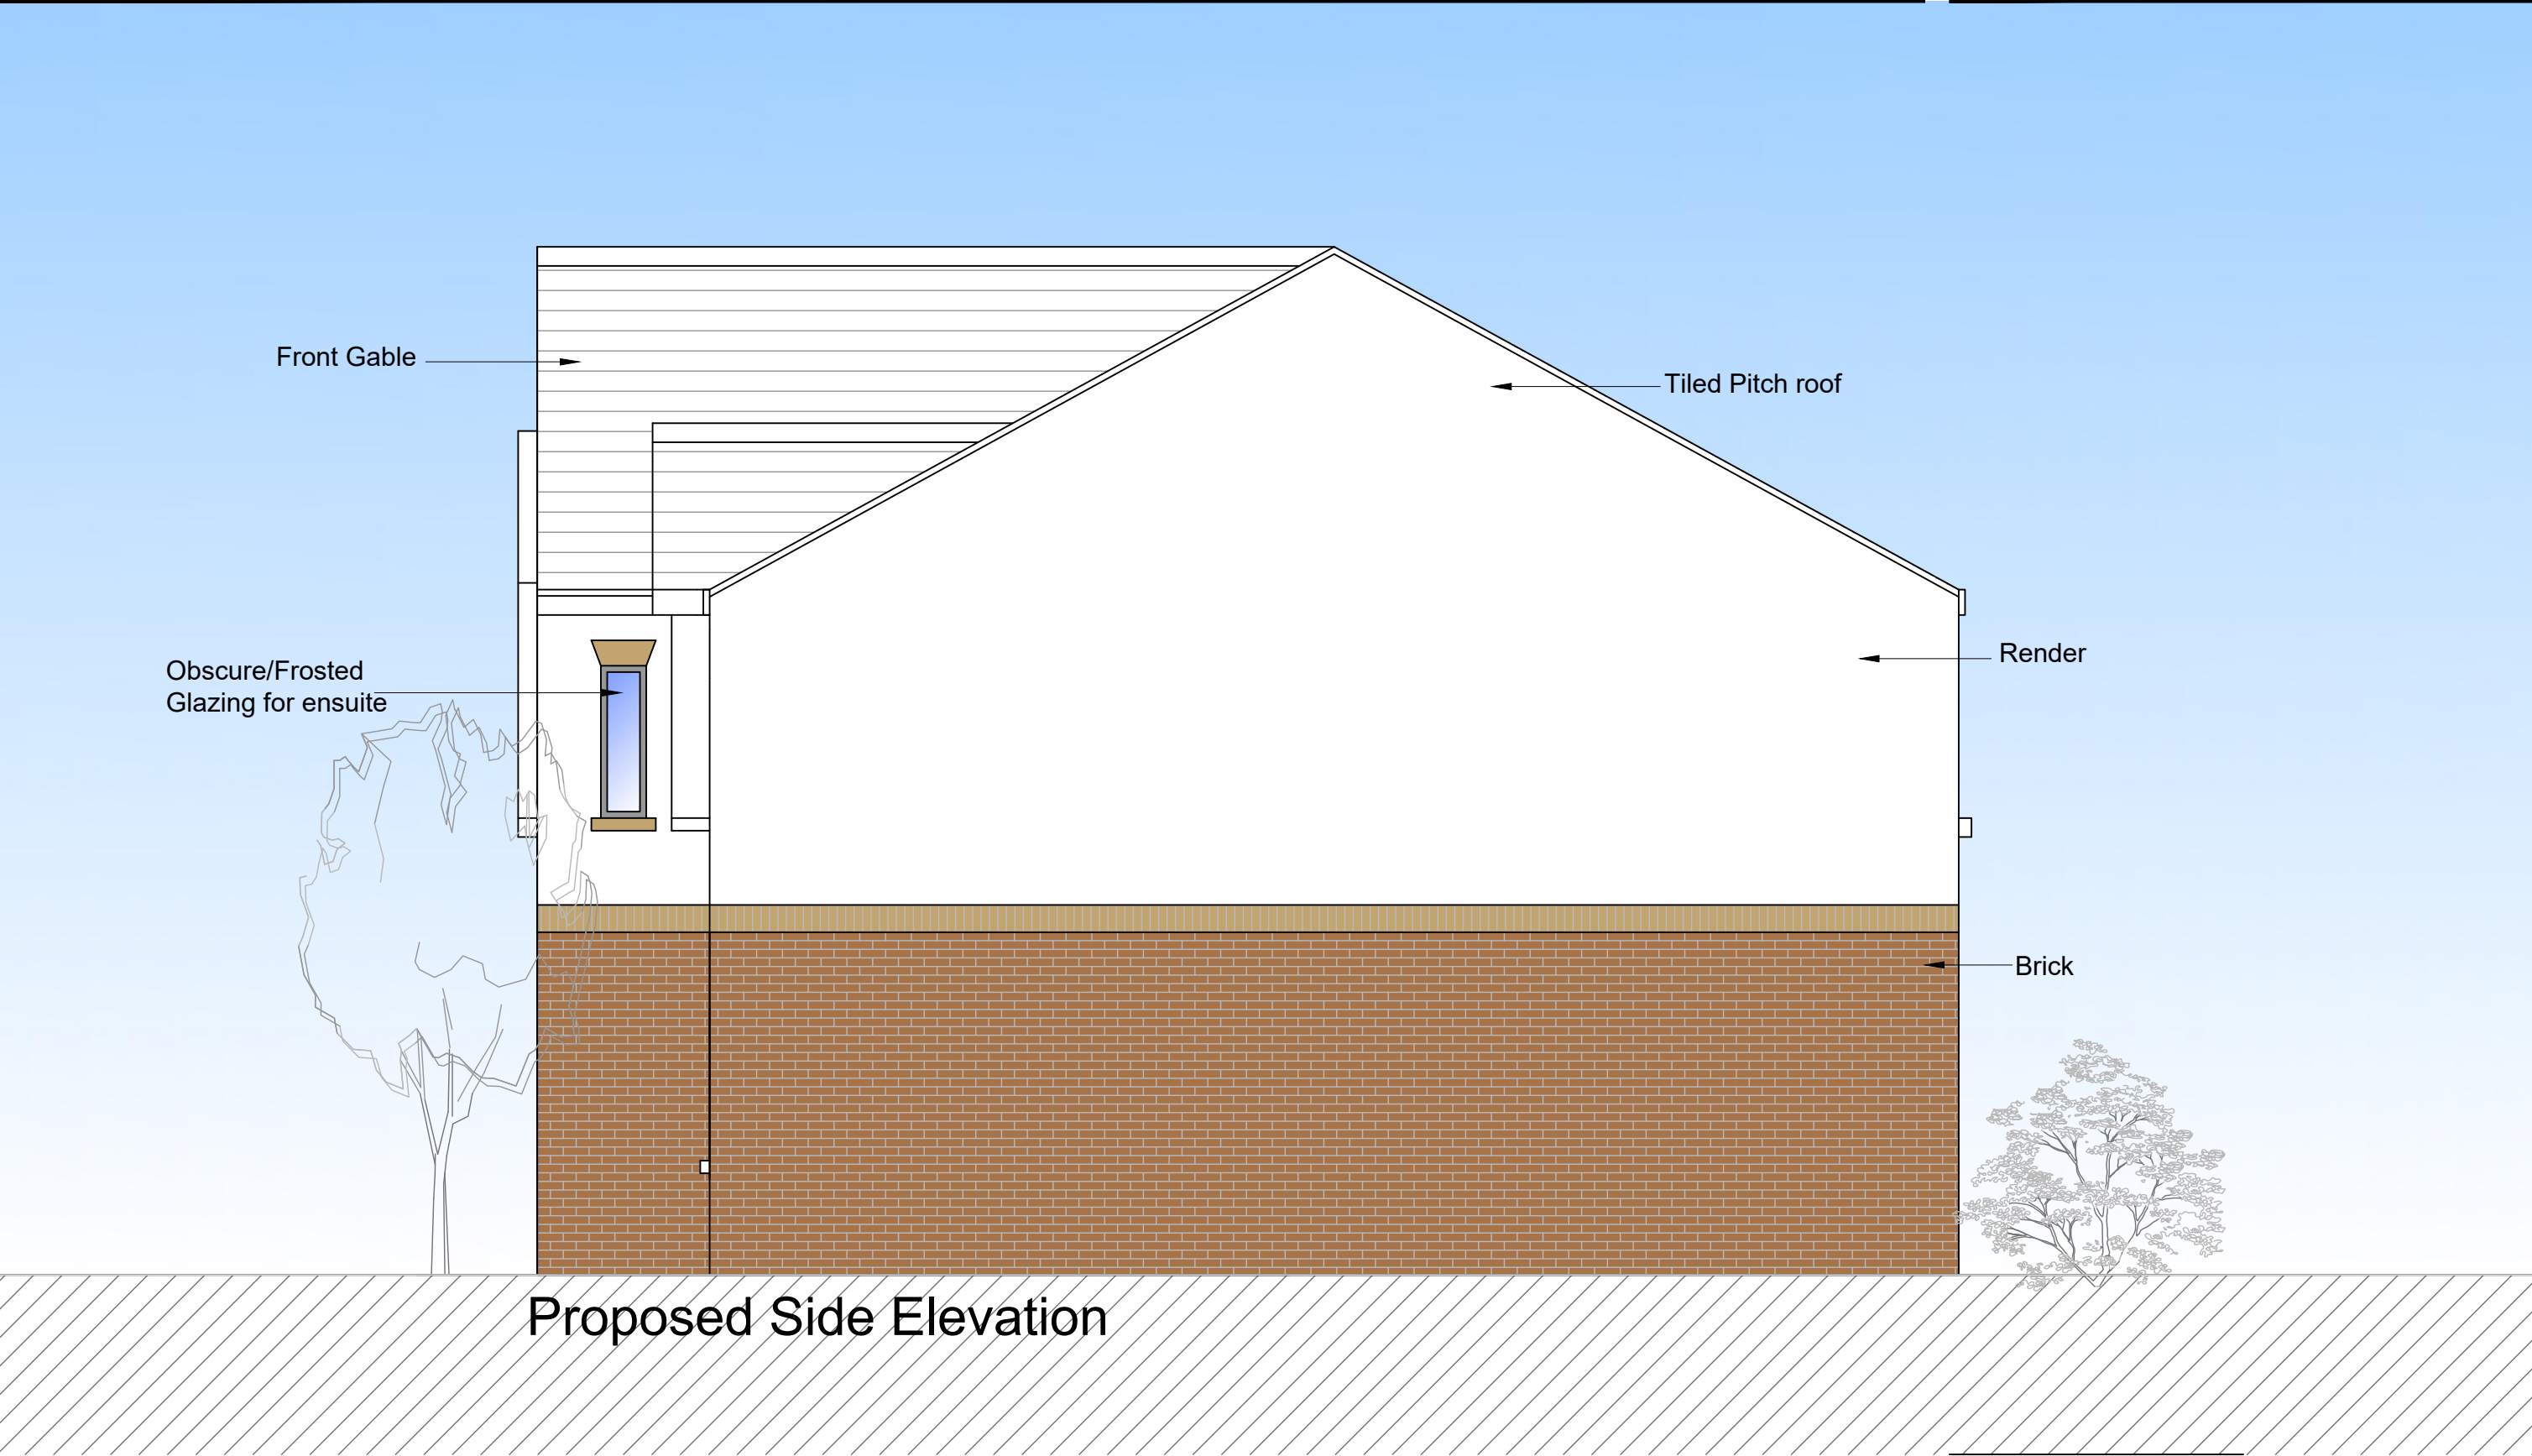 Front Gable
Tiled Pitch roof
Render
Obscure/Frosted
Glazing for ensuite
Brick
Proposed Side Elevation